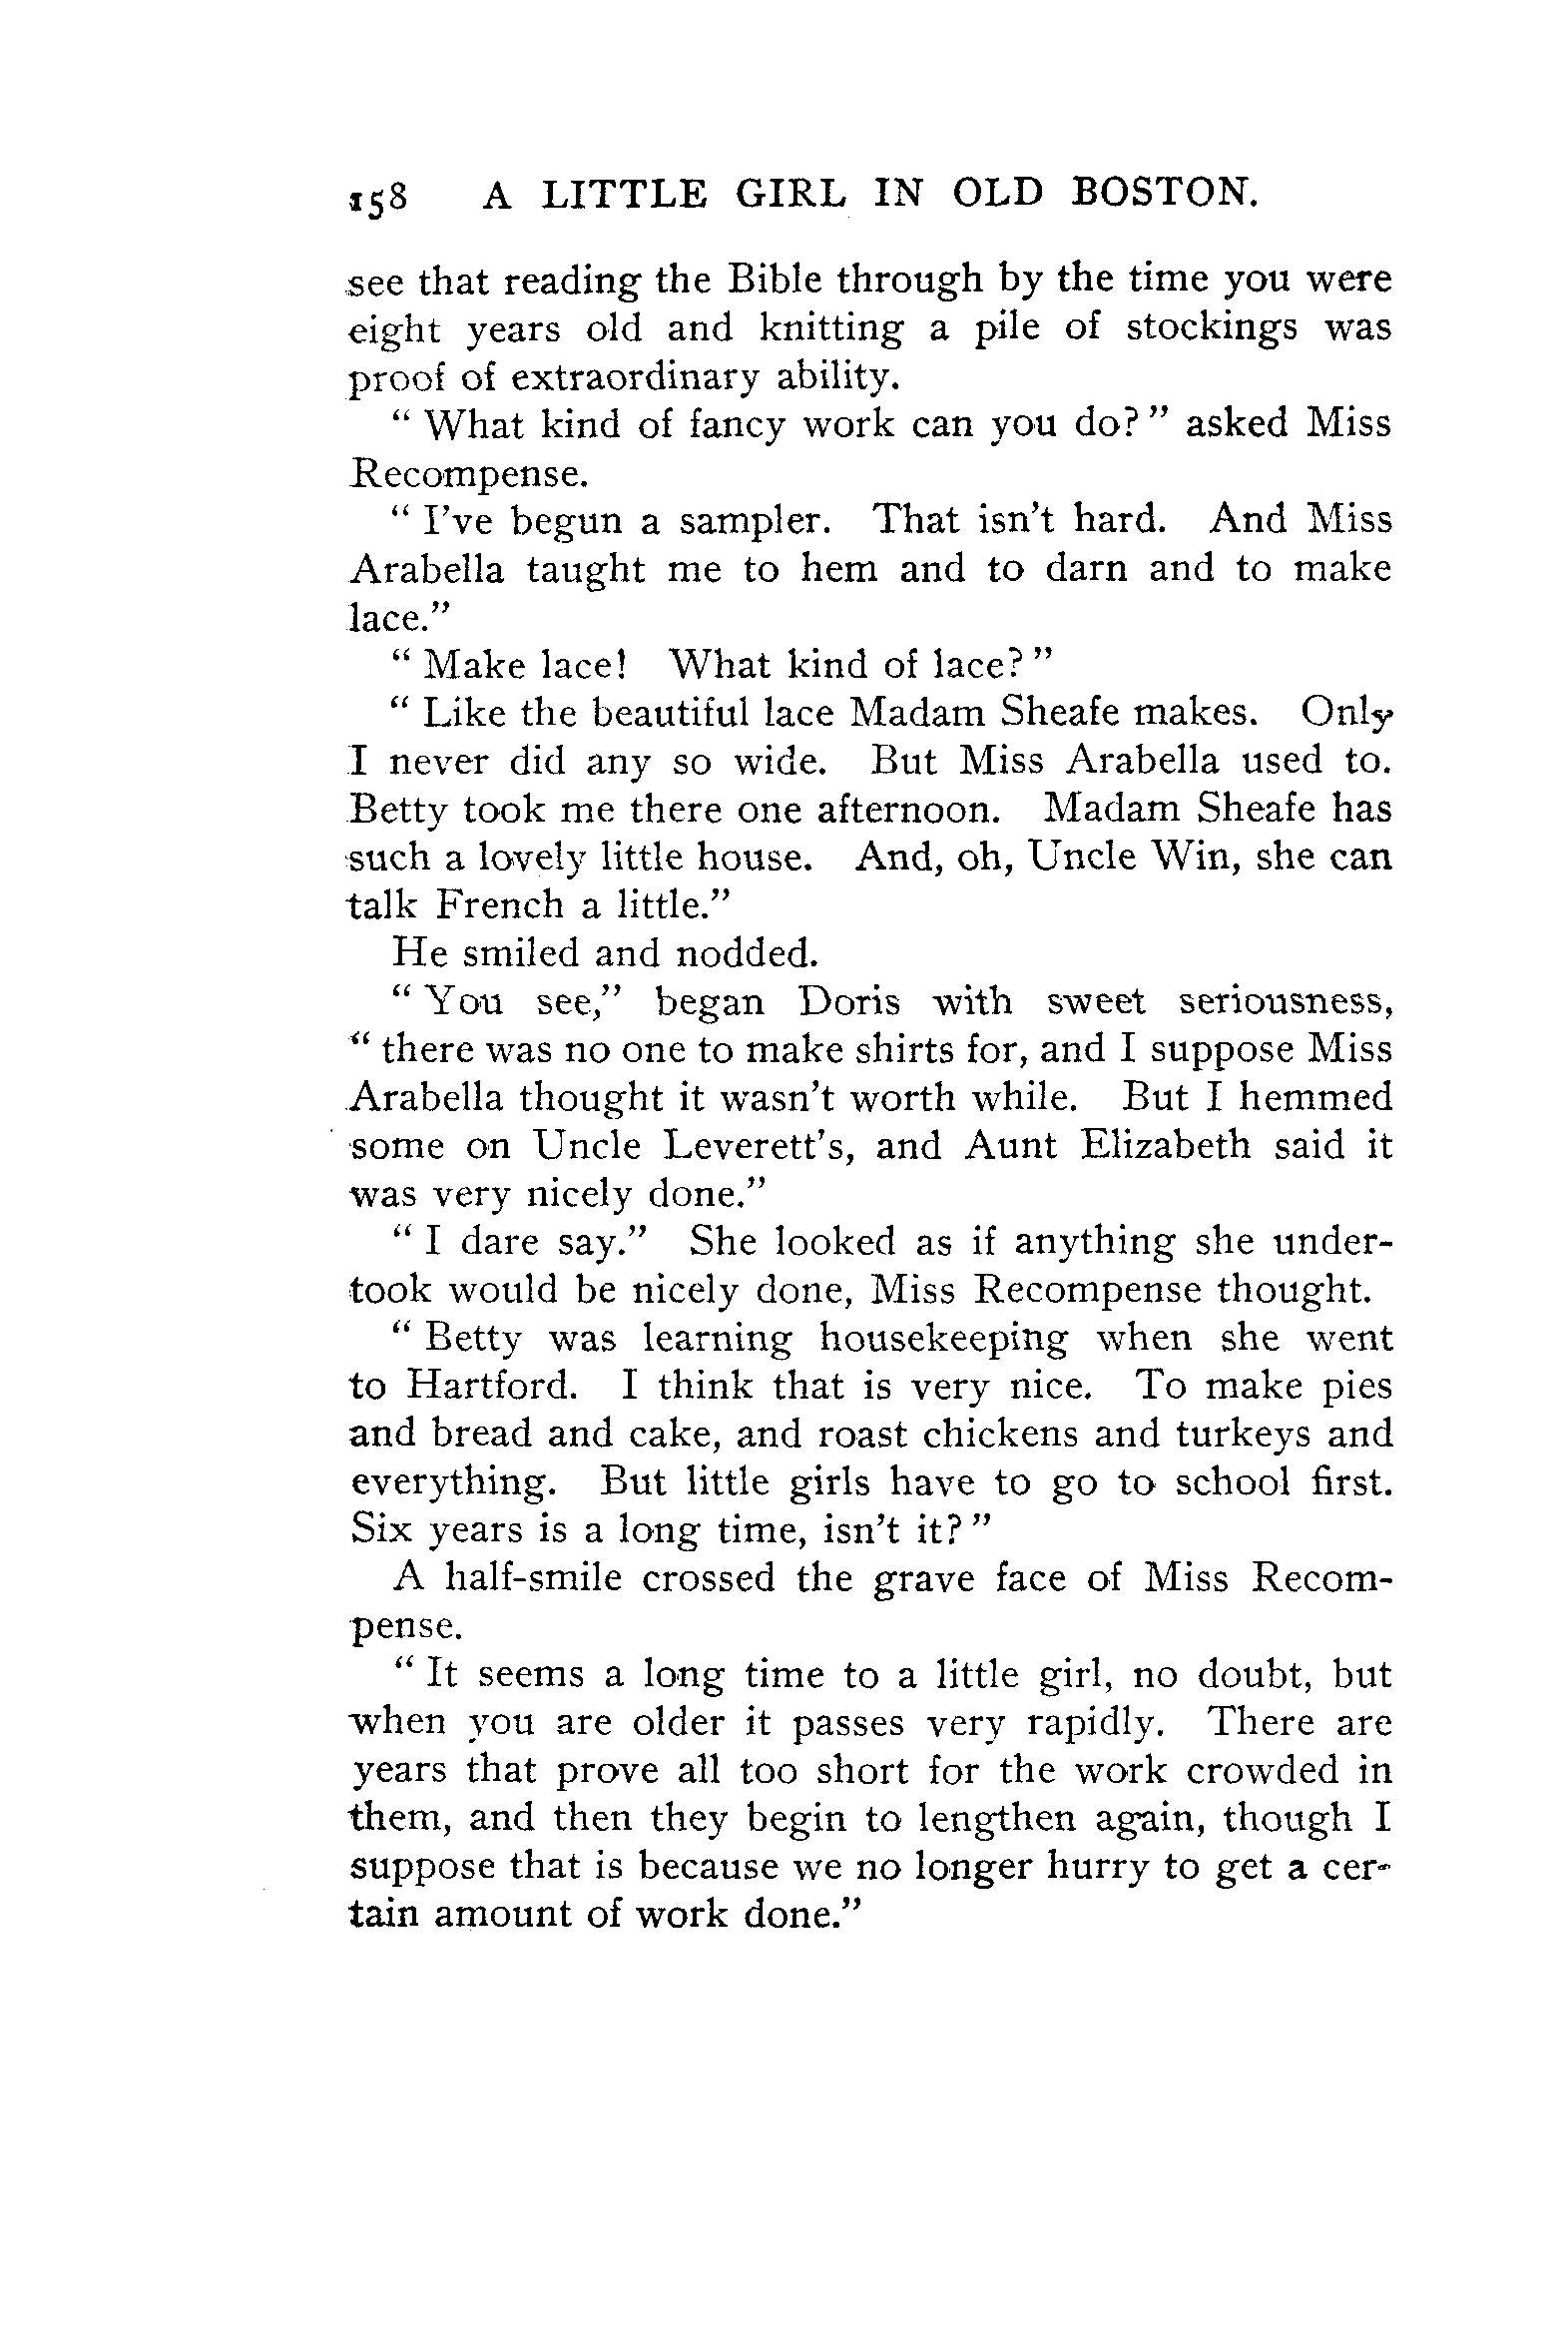 158 A LITTLE GIRL IN OLD BOSTON.
see that reading the Bible through by the time you were
eight years old and knitting a pile of stockings was
proof of extraordinary ability.
" What kind of fancy work can you do? " asked Miss
Recompense.
" I've begun a sampler. That isn't hard. And Miss
Arabella taught me to hem and to darn and to make
lace."
" Make lace! What kind of lace? "
" Like the beautiful lace Madam Sheafe makes. Only
I never did any so wide. But Miss Arabella used to.
Betty took me there one afternoon. Madam Sheafe has
such a lovely little house. And, oh, Uncle Win, she can
talk French a little."
He smiled and nodded.
" You see," began Doris with sweet seriousness,
" there was no one to make shirts for, and I suppose Miss
Arabella thought it wasn't worth while. But I hemmed
some on Uncle Leverett's, and Aunt Elizabeth said it
was very nicely done."
" I dare say." She looked as if anything she under-
took would be nicely done, Miss Recompense thought.
" Betty was learning housekeeping when she went
to Hartford. I think that is very nice. To make pies
and bread and cake, and roast chickens and turkeys and
everything. But little girls have to go to school first.
Six years is a long time, isn't it? "
A half-smile crossed the grave face of Miss Recom-
pense.
" It seems a long time to a little girl, no doubt, but
when you are older it passes very rapidly. There are
years that prove all too short for the work crowded in
them, and then they begin to lengthen again, though I
suppose that is because we no longer hurry to get a cer-
tain amount of work done."